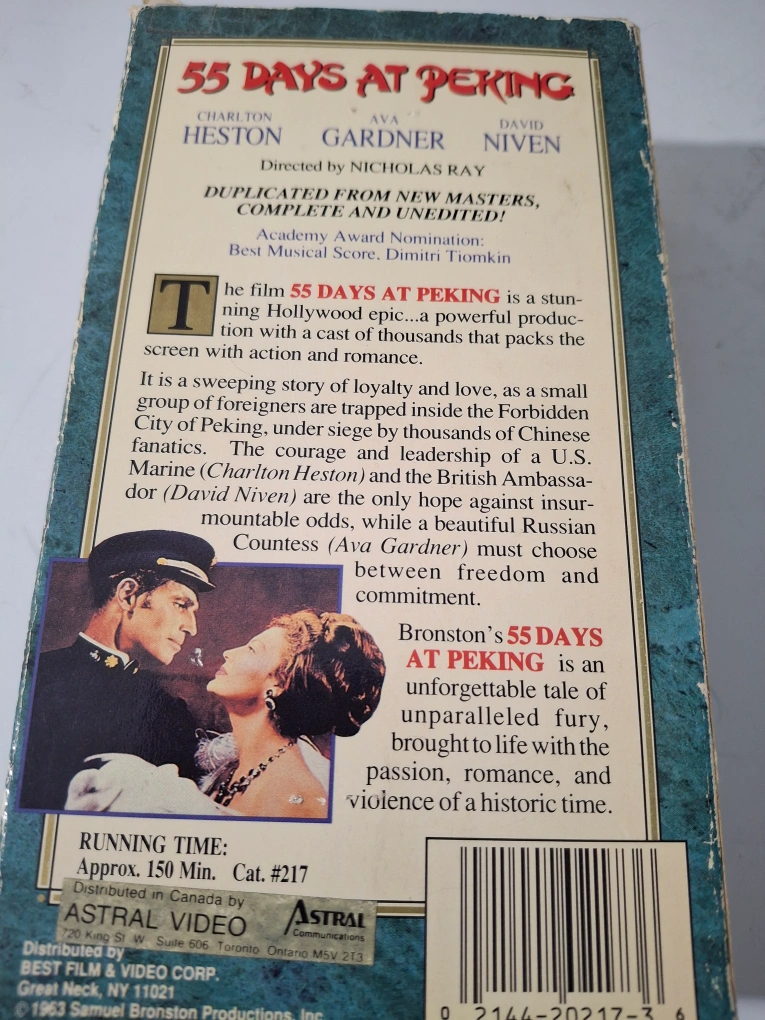 55 DAYS AT PEKING
CHARLTON HESTON AVA GARDNER DAVID NIVEN
Directed by NICHOLAS RAY
DUPLICATED FROM NEW MASTERS,
COMPLETE AND UNEDITED!
Academy Award Nomination:
Best Musical Score. Dimitri Tiomkin
The film 55 DAYS AT PEKING is a stun-
ning Hollywood epic...a powerful produc-
tion with a cast of thousands that packs the
screen with action and romance.
It is a sweeping story of loyalty and love, as a small
group of foreigners are trapped inside the Forbidden
City of Peking, under siege by thousands of Chinese
fanatics. The courage and leadership of a U.S.
Marine (Charlton Heston) and the British Ambassa-
dor (David Niven) are the only hope against insur-
mountable odds, while a beautiful Russian
Countess (Ava Gardner) must choose
between freedom and
commitment.
Bronston's 55 DAYS
AT PEKING is an
unforgettable tale of
unparalleled fury,
brought to life with the
passion, romance, and
violence of a historic time.
RUNNING TIME:
Approx. 150 Min. Cat. #217
Distributed in Canada by
ASTRAL VIDEO
ASTRAL
Communications
720 King St W. Suite 606 Toronto Ontario M5V 2T3
Distributed by
BEST FILM & VIDEO CORP.
Great Neck, NY 11021
© 1963 Samuel Bronston Productions, Inc.
0 2144-20217-3 6